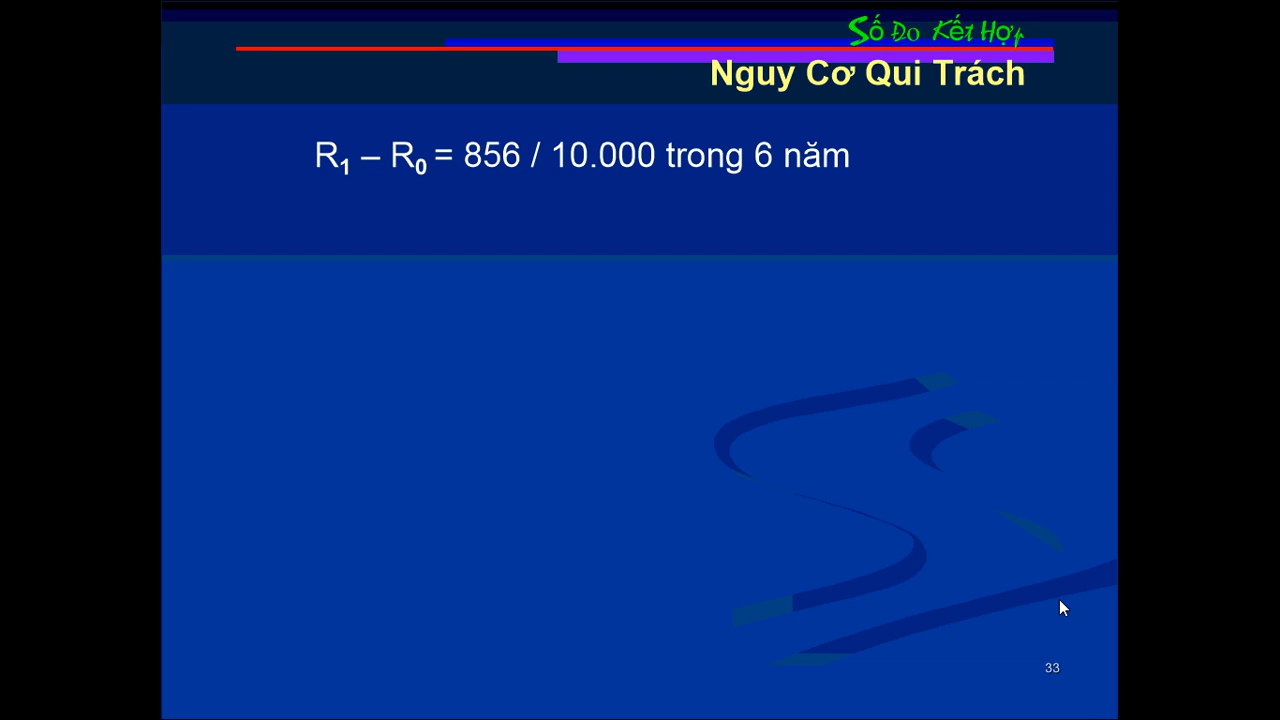 Số Đo Kết Hợp
Nguy Cơ Qui Trách
R1 – R0 = 856 / 10.000 trong 6 năm
33